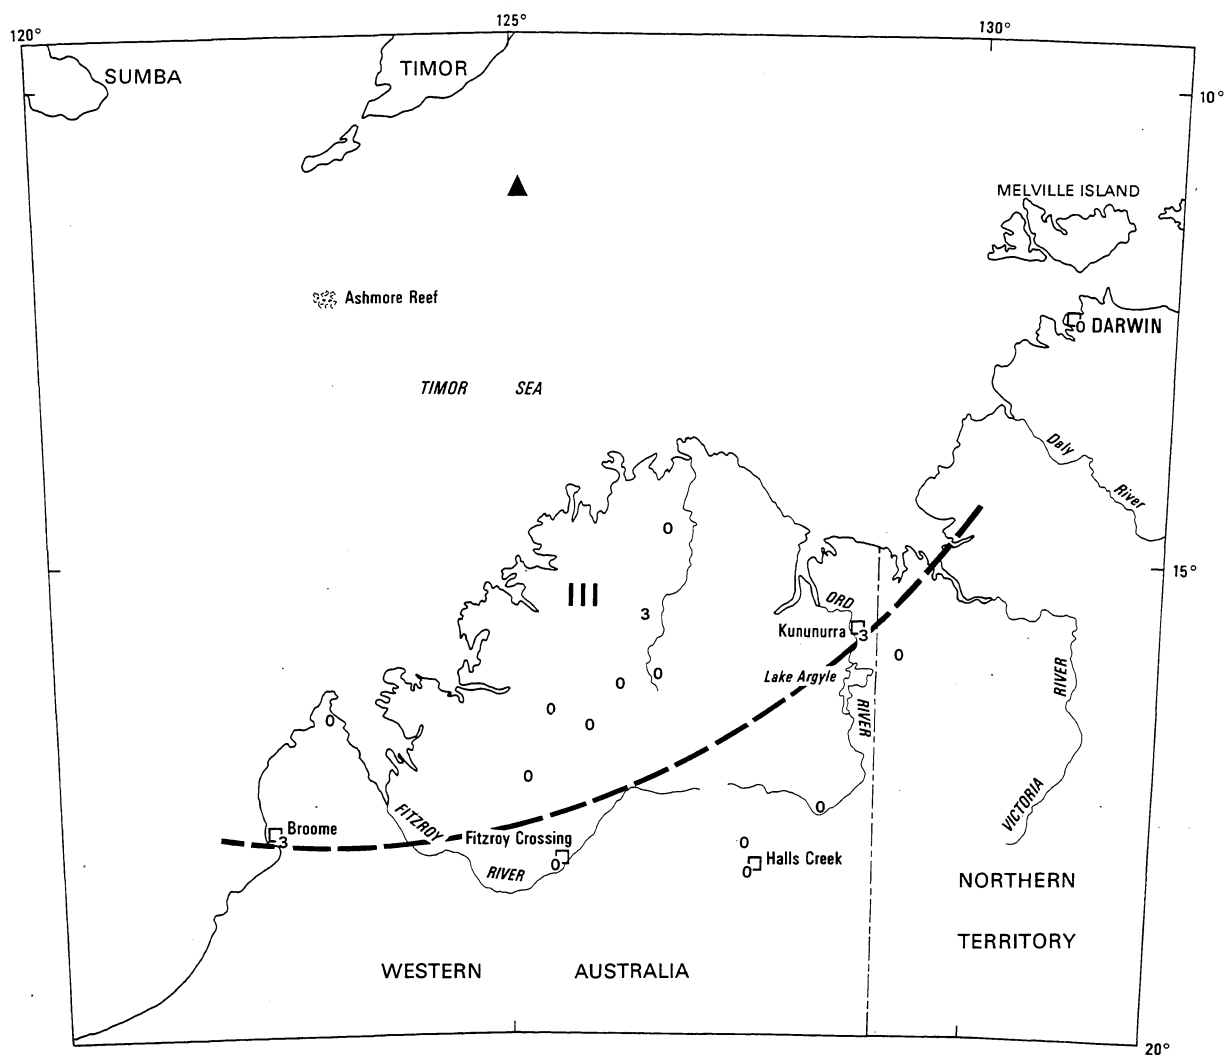 120°
125°
130°
SUMBA
TIMOR
10°
MELVILLE ISLAND
Ashmore Reef
DARWIN
0
TIMOR SEA
Daly
River
0
15°
III
ORD
3
Kununurra
3
0
Lake Argyle
0
0
RIVER
RIVER
0
0
0
0
VICTORIA
0
FITZROY
Broome
3
Fitzroy Crossing
0
0
Halls Creek
0
RIVER
NORTHERN
TERRITORY
WESTERN AUSTRALIA
20°